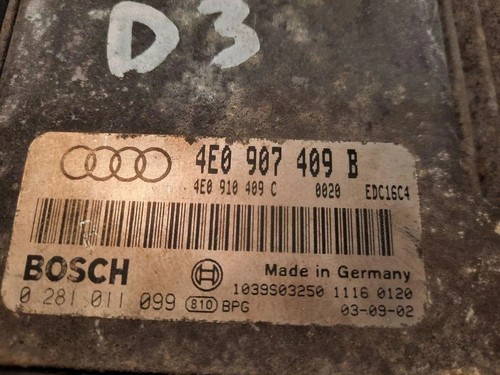 D3
4E0 907 409 B
4E0 910 409 C 0020 EDC16C4
BOSCH Made in Germany
1039S03250 1116 0120
0 281 011 099 810 BPG 03-09-02